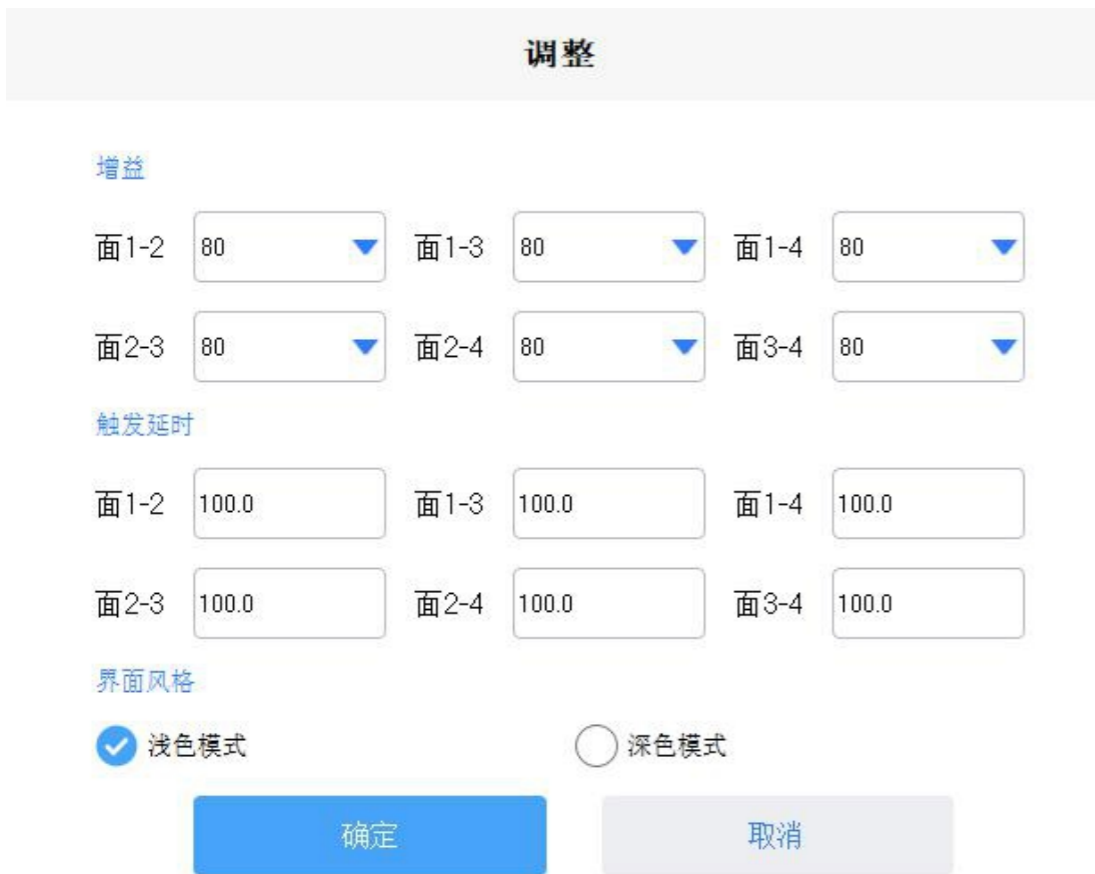 调整
增益
面1-2 80 面1-3 80 面1-4 80
面2-3 80 面2-4 80 面3-4 80
触发延时
面1-2 100.0 面1-3 100.0 面1-4 100.0
面2-3 100.0 面2-4 100.0 面3-4 100.0
界面风格
浅色模式 深色模式
确定 取消